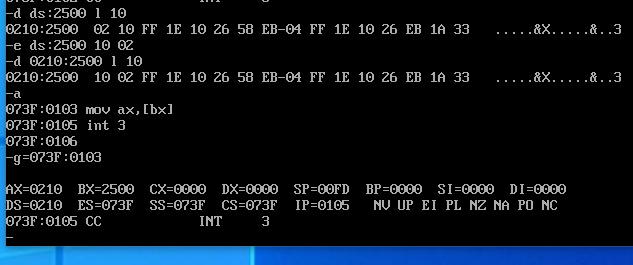 -d ds:2500 l 10
0210:2500  02 10 FF 1E 10 26 58 EB-04 FF 1E 10 26 EB 1A 33   .....&X.....&..3
-e ds:2500 10 02
-d 0210:2500 l 10
0210:2500  10 02 FF 1E 10 26 58 EB-04 FF 1E 10 26 EB 1A 33   .....&X.....&..3
-a
073F:0103 mov ax,[bx]
073F:0105 int 3
073F:0106
-g=073F:0103
AX=0210  BX=2500  CX=0000  DX=0000  SP=00FD  BP=0000  SI=0000  DI=0000
DS=0210  ES=073F  SS=073F  CS=073F  IP=0105   NV UP EI PL NZ NA PO NC
073F:0105 CC            INT     3
-